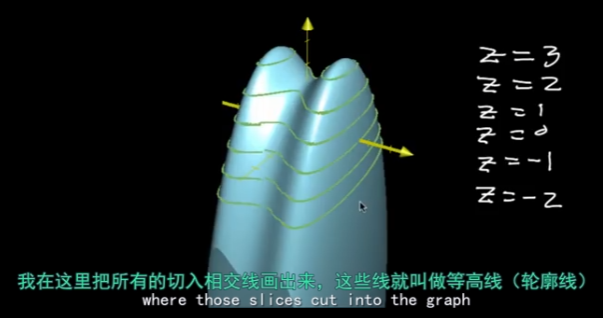 z = 3
z = 2
z = 1
z = 0
z = -1
z = -2
我在这里把所有的切入相交线画出来，这些线就叫做等高线（轮廓线）
where those slices cut into the graph